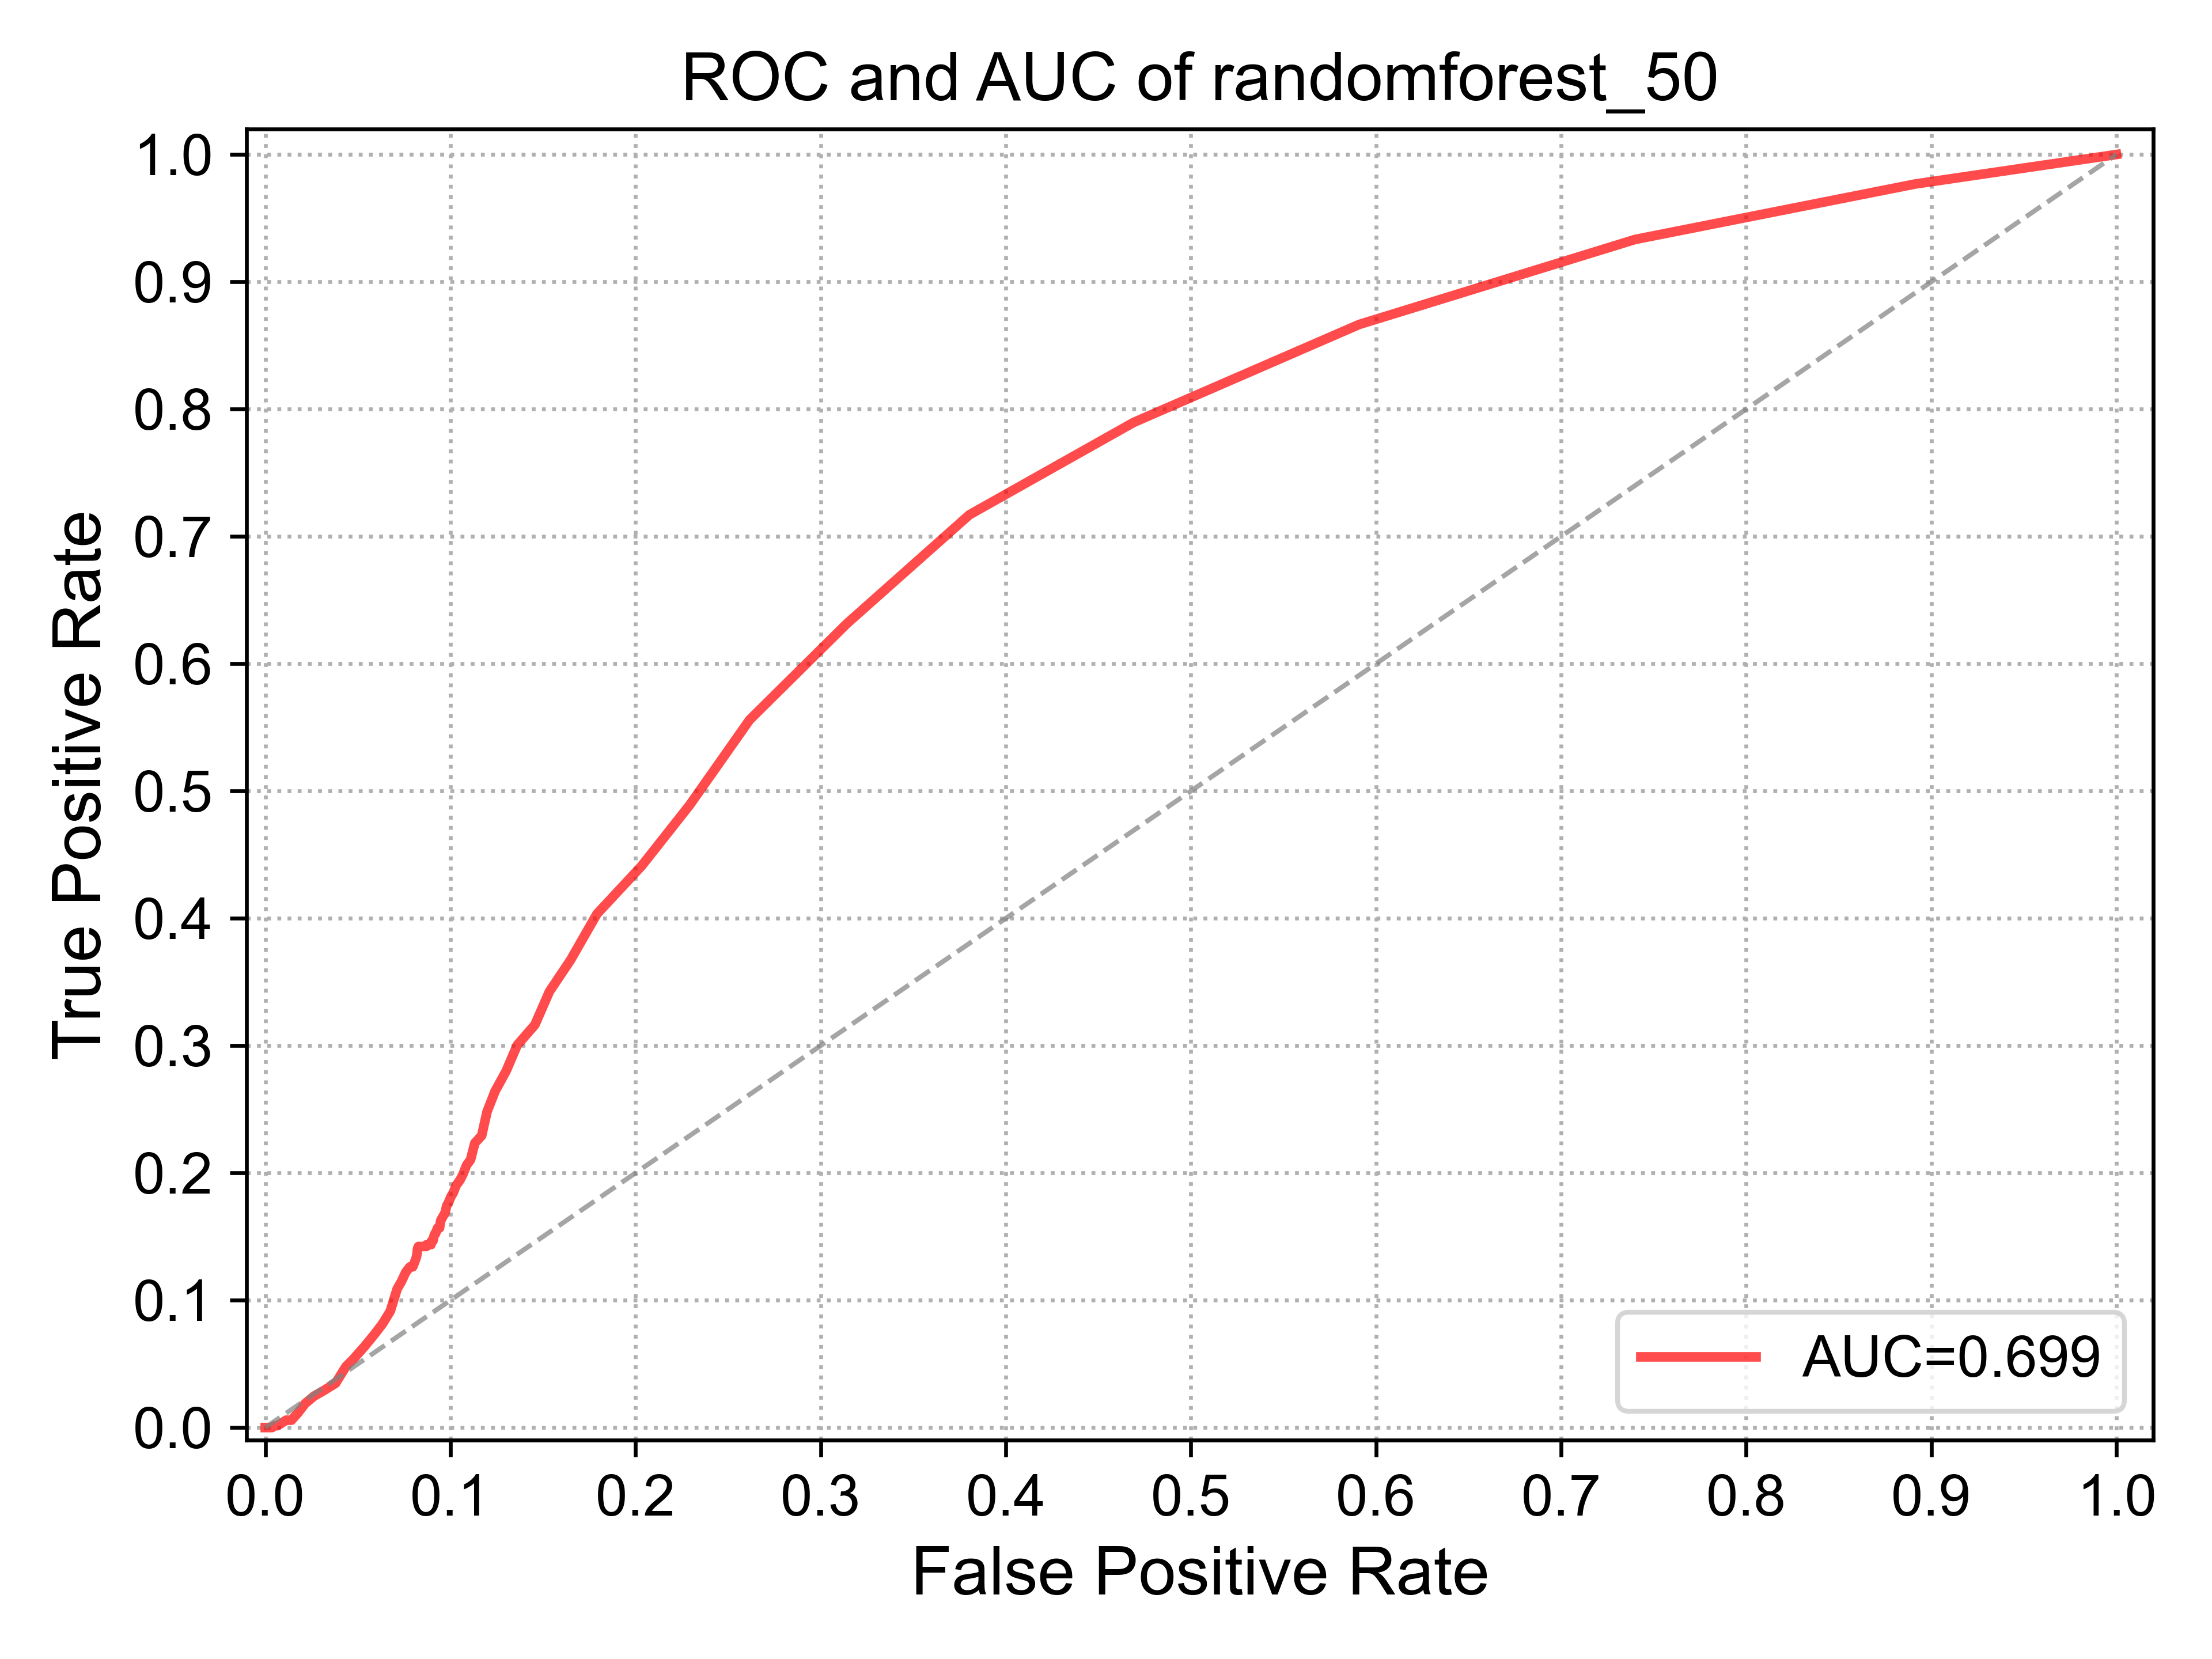 ROC and AUC of randomforest_50
True Positive Rate
1.0
0.9
0.8
0.7
0.6
0.5
0.4
0.3
0.2
0.1
0.0
AUC=0.699
0.0 0.1 0.2 0.3 0.4 0.5 0.6 0.7 0.8 0.9 1.0
False Positive Rate